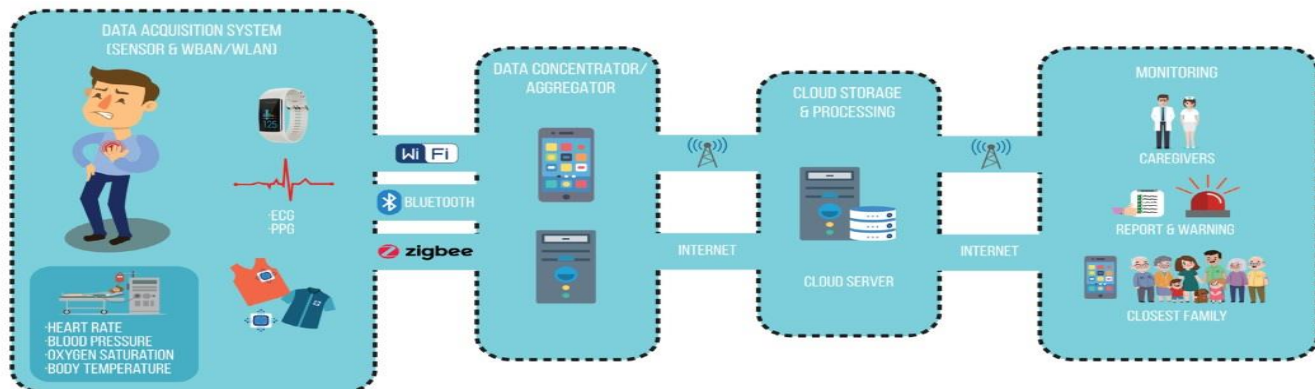 DATA ACQUISITION SYSTEM
(SENSOR & WBAN/WLAN)
125
·ECG
·PPG
·HEART RATE
·BLOOD PRESSURE
·OXYGEN SATURATION
·BODY TEMPERATURE
Wi Fi
BLUETOOTH
zigbee
DATA CONCENTRATOR/
AGGREGATOR
INTERNET
CLOUD STORAGE
& PROCESSING
CLOUD SERVER
INTERNET
MONITORING
CAREGIVERS
REPORT & WARNING
CLOSEST FAMILY